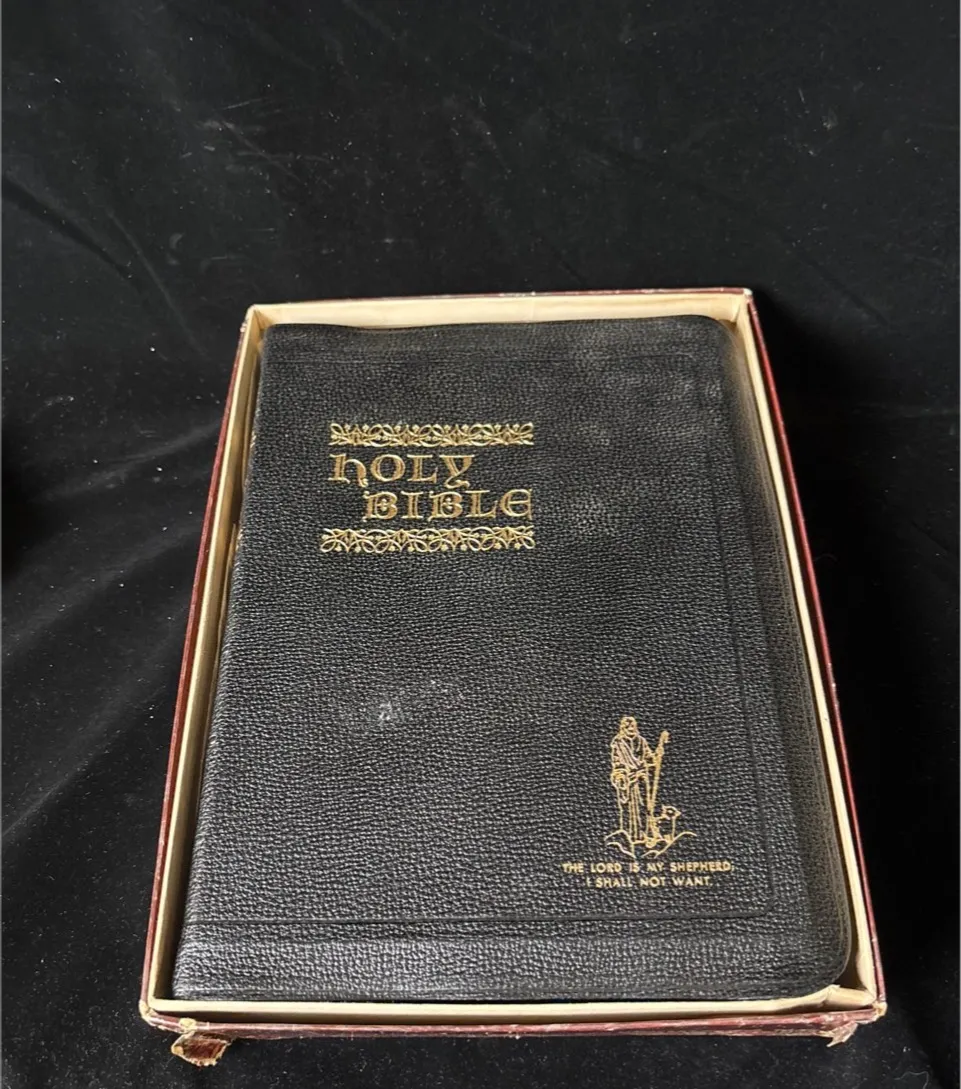 hOLY
BIBLE
THE LORD IS MY SHEPHERD,
I SHALL NOT WANT.